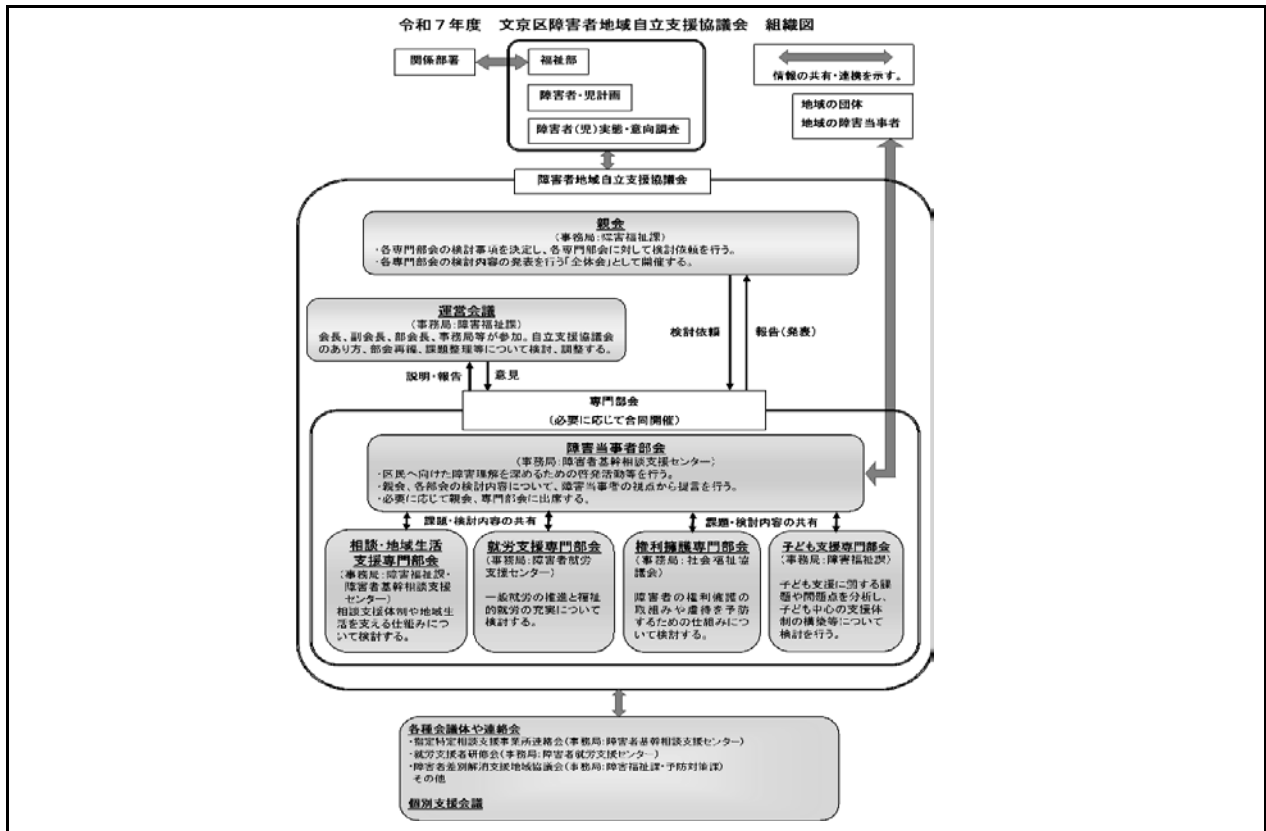 令和７年度　文京区障害者地域自立支援協議会　組織図
関係部署
福祉部
障害者・児計画
障害者（児）実態・意向調査
情報の共有・連携を示す。
地域の団体
地域の障害当事者
障害者地域自立支援協議会
親会
（事務局：障害福祉課）
・各専門部会の検討事項を決定し、各専門部会に対して検討依頼を行う。
・各専門部会の検討内容の発表を行う「全体会」として開催する。
運営会議
（事務局：障害福祉課）
会長、副会長、部会長、事務局等が参加。自立支援協議会
のあり方、部会再編、課題整理等について検討、調整する。
検討依頼
報告（発表）
説明・報告
意見
専門部会
（必要に応じて合同開催）
障害当事者部会
（事務局：障害者基幹相談支援センター）
・区民へ向けた障害理解を深めるための啓発活動等を行う。
・親会、各部会の検討内容について、障害当事者の視点から提言を行う。
・必要に応じて親会、専門部会に出席する。
課題・検討内容の共有
課題・検討内容の共有
相談・地域生活
支援専門部会
（事務局：障害福祉課・
障害者基幹相談支援
センター）
相談支援体制や地域生
活を支える仕組みにつ
いて検討する。
就労支援専門部会
（事務局：障害者就労
支援センター）
一般就労の推進と福祉
的就労の充実について
検討する。
権利擁護専門部会
（事務局：社会福祉協
議会）
障害者の権利擁護の
取組みや虐待を予防
するための仕組みにつ
いて検討する。
子ども支援専門部会
（事務局：障害福祉課）
子ども支援に関する課
題や問題点を分析し、
子ども中心の支援体
制の構築等について
検討を行う。
各種会議体や連絡会
・指定特定相談支援事業所連絡会（事務局：障害者基幹相談支援センター）
・就労支援者研修会（事務局：障害者就労支援センター）
・障害者差別解消支援地域協議会（事務局：障害福祉課・予防対策課）
その他
個別支援会議